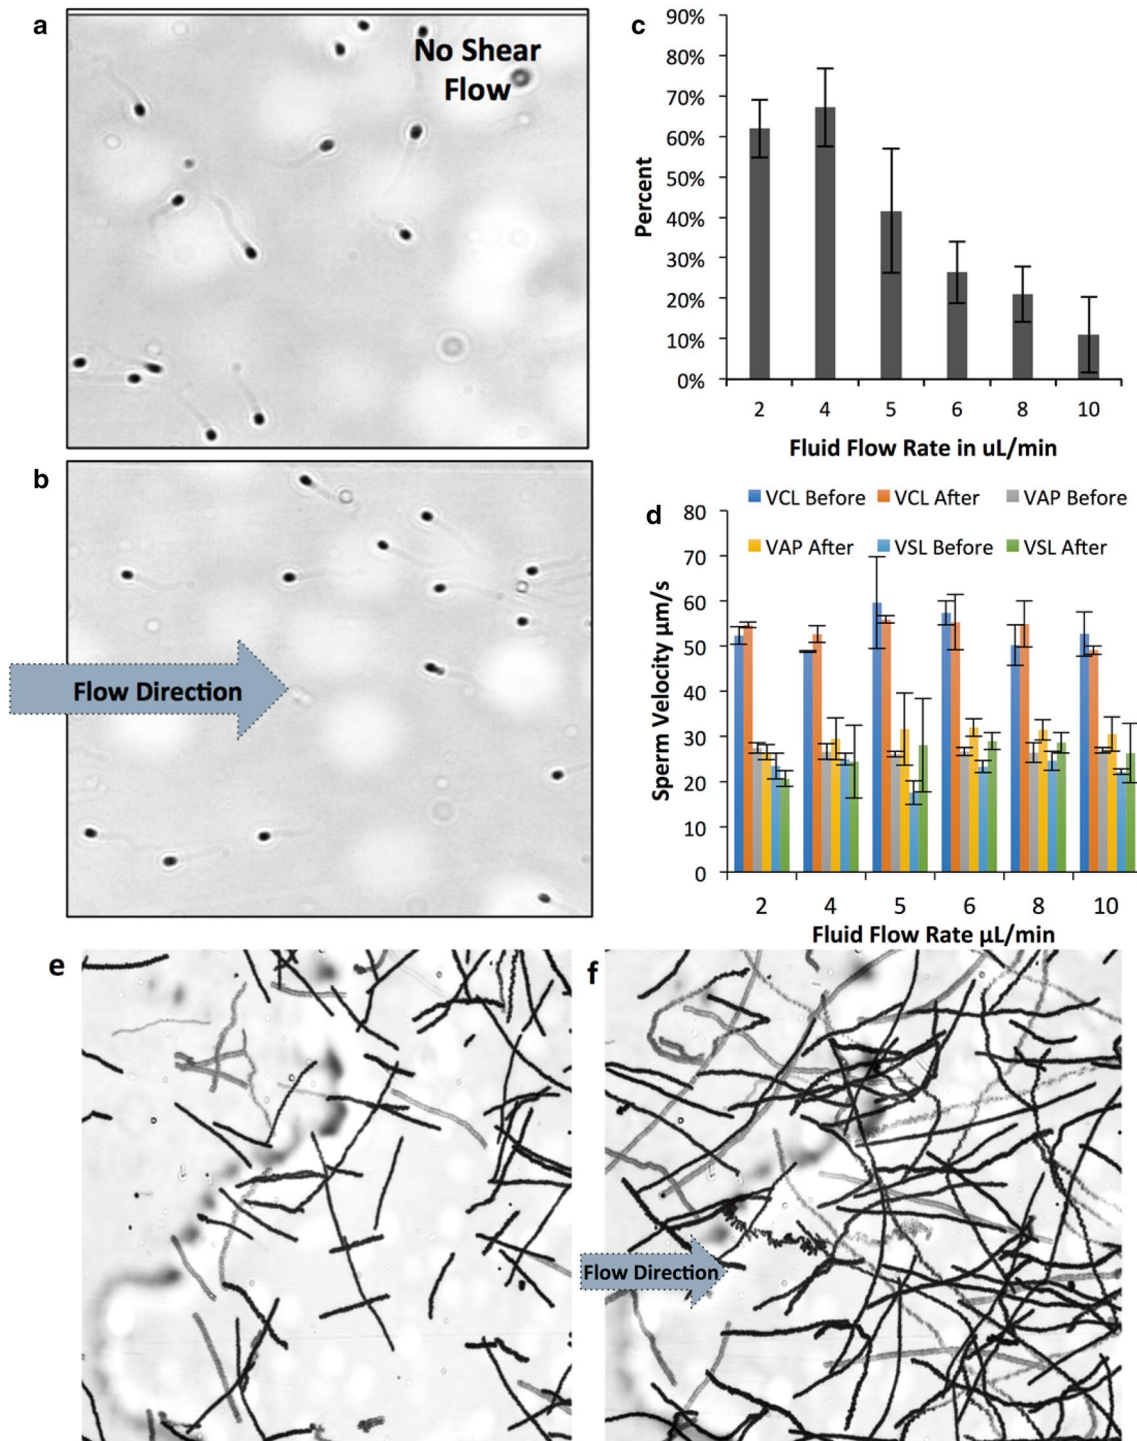 a
No Shear
Flow
b
Flow Direction
c
90%
80%
70%
60%
50%
40%
30%
20%
10%
0%
Percent
2 4 5 6 8 10
Fluid Flow Rate in uL/min
d
VCL Before VCL After VAP Before
VAP After VSL Before VSL After
80
70
60
50
40
30
20
10
0
Sperm Velocity µm/s
2 4 5 6 8 10
Fluid Flow Rate µL/min
e
f
Flow Direction